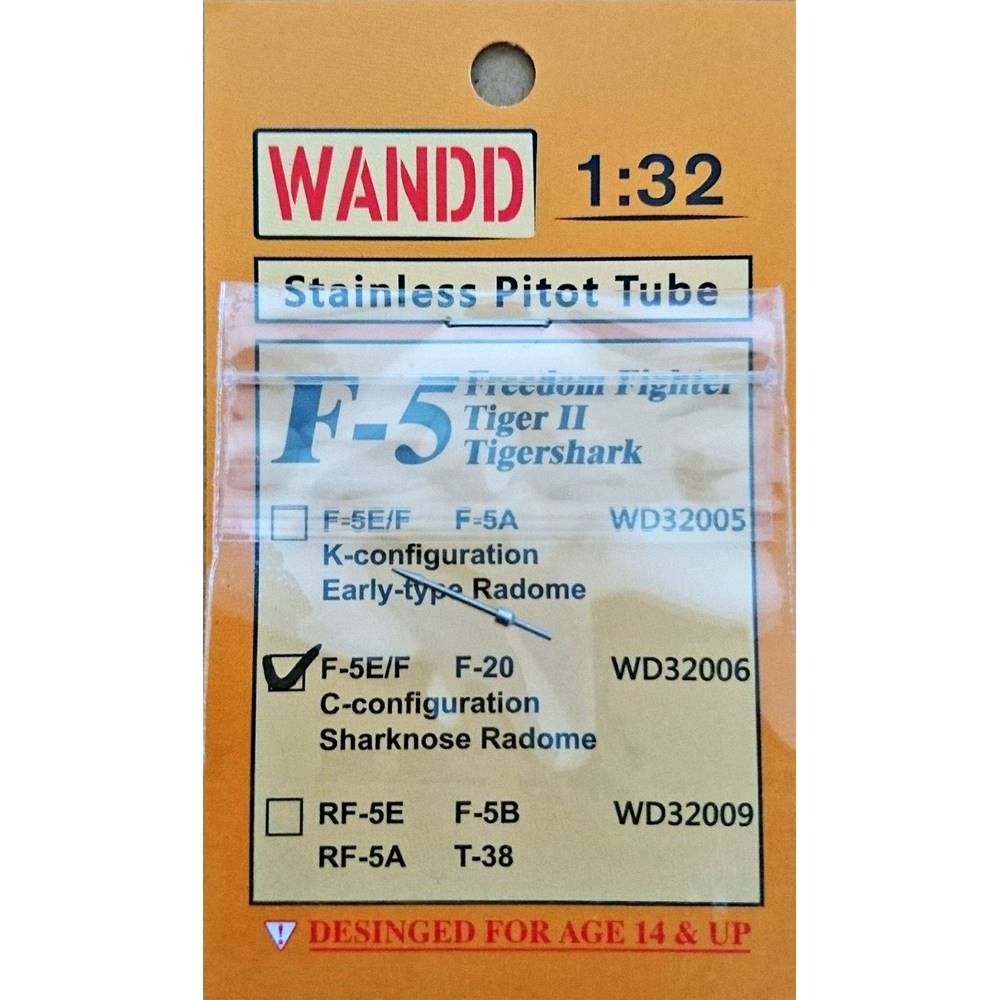 WANDD 1:32
Stainless Pitot Tube
F-5 Freedom Fighter
Tiger II
Tigershark
F-5E/F F-5A WD32005
K-configuration
Early-type Radome
F-5E/F F-20 WD32006
C-configuration
Sharknose Radome
RF-5E F-5B WD32009
RF-5A T-38
DESINGED FOR AGE 14 & UP